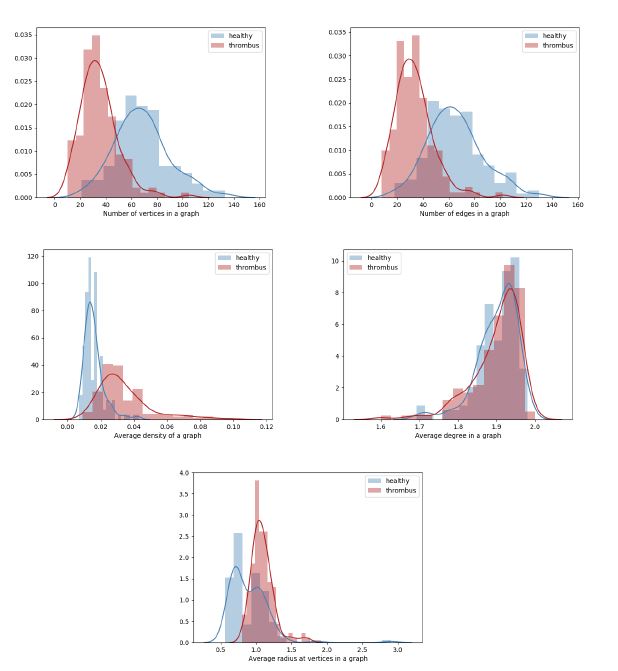 0.035
0.030
0.025
0.020
0.015
0.010
0.005
0.000
0 20 40 60 80 100 120 140 160
Number of vertices in a graph
healthy
thrombus
0.035
0.030
0.025
0.020
0.015
0.010
0.005
0.000
0 20 40 60 80 100 120 140 160
Number of edges in a graph
healthy
thrombus
120
100
80
60
40
20
0
0.00 0.02 0.04 0.06 0.08 0.10 0.12
Average density of a graph
healthy
thrombus
10
8
6
4
2
0
1.6 1.7 1.8 1.9 2.0
Average degree in a graph
healthy
thrombus
4.0
3.5
3.0
2.5
2.0
1.5
1.0
0.5
0.0
0.5 1.0 1.5 2.0 2.5 3.0
Average radius at vertices in a graph
healthy
thrombus